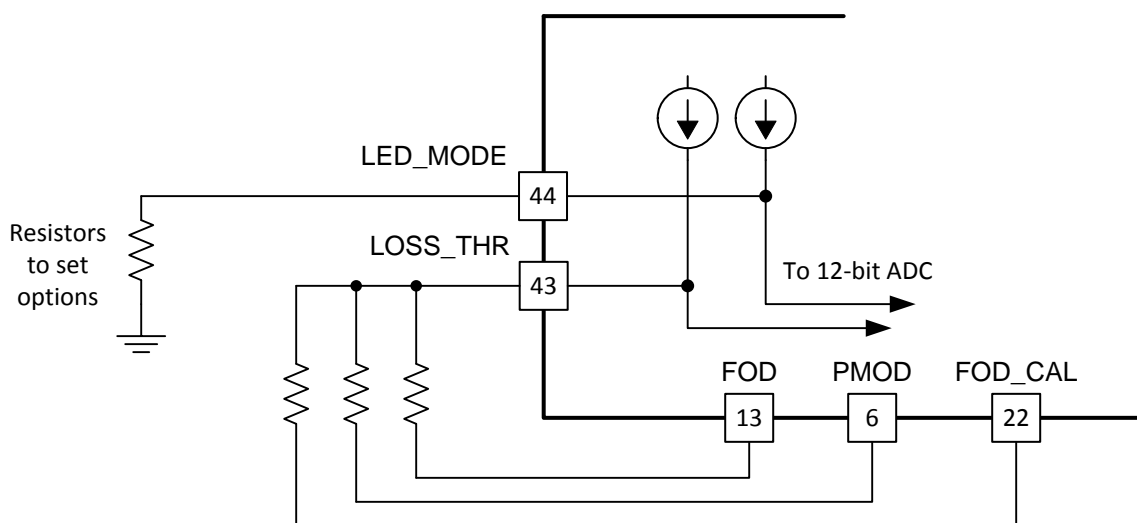 LED_MODE
44
Resistors
to set
options
LOSS_THR
43
To 12-bit ADC
FOD
PMOD
FOD_CAL
13
6
22